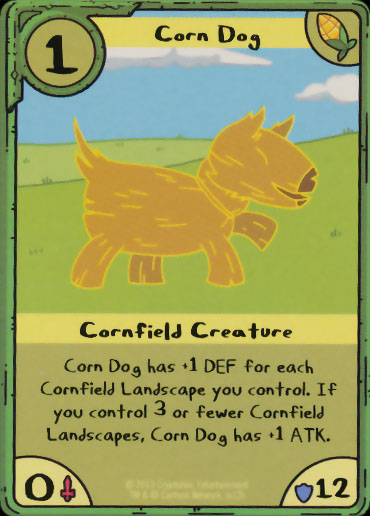 1
Corn Dog
Cornfield Creature
Corn Dog has +1 DEF for each
Cornfield Landscape you control. If
you control 3 or fewer Cornfield
Landscapes, Corn Dog has +1 ATK.
0
12